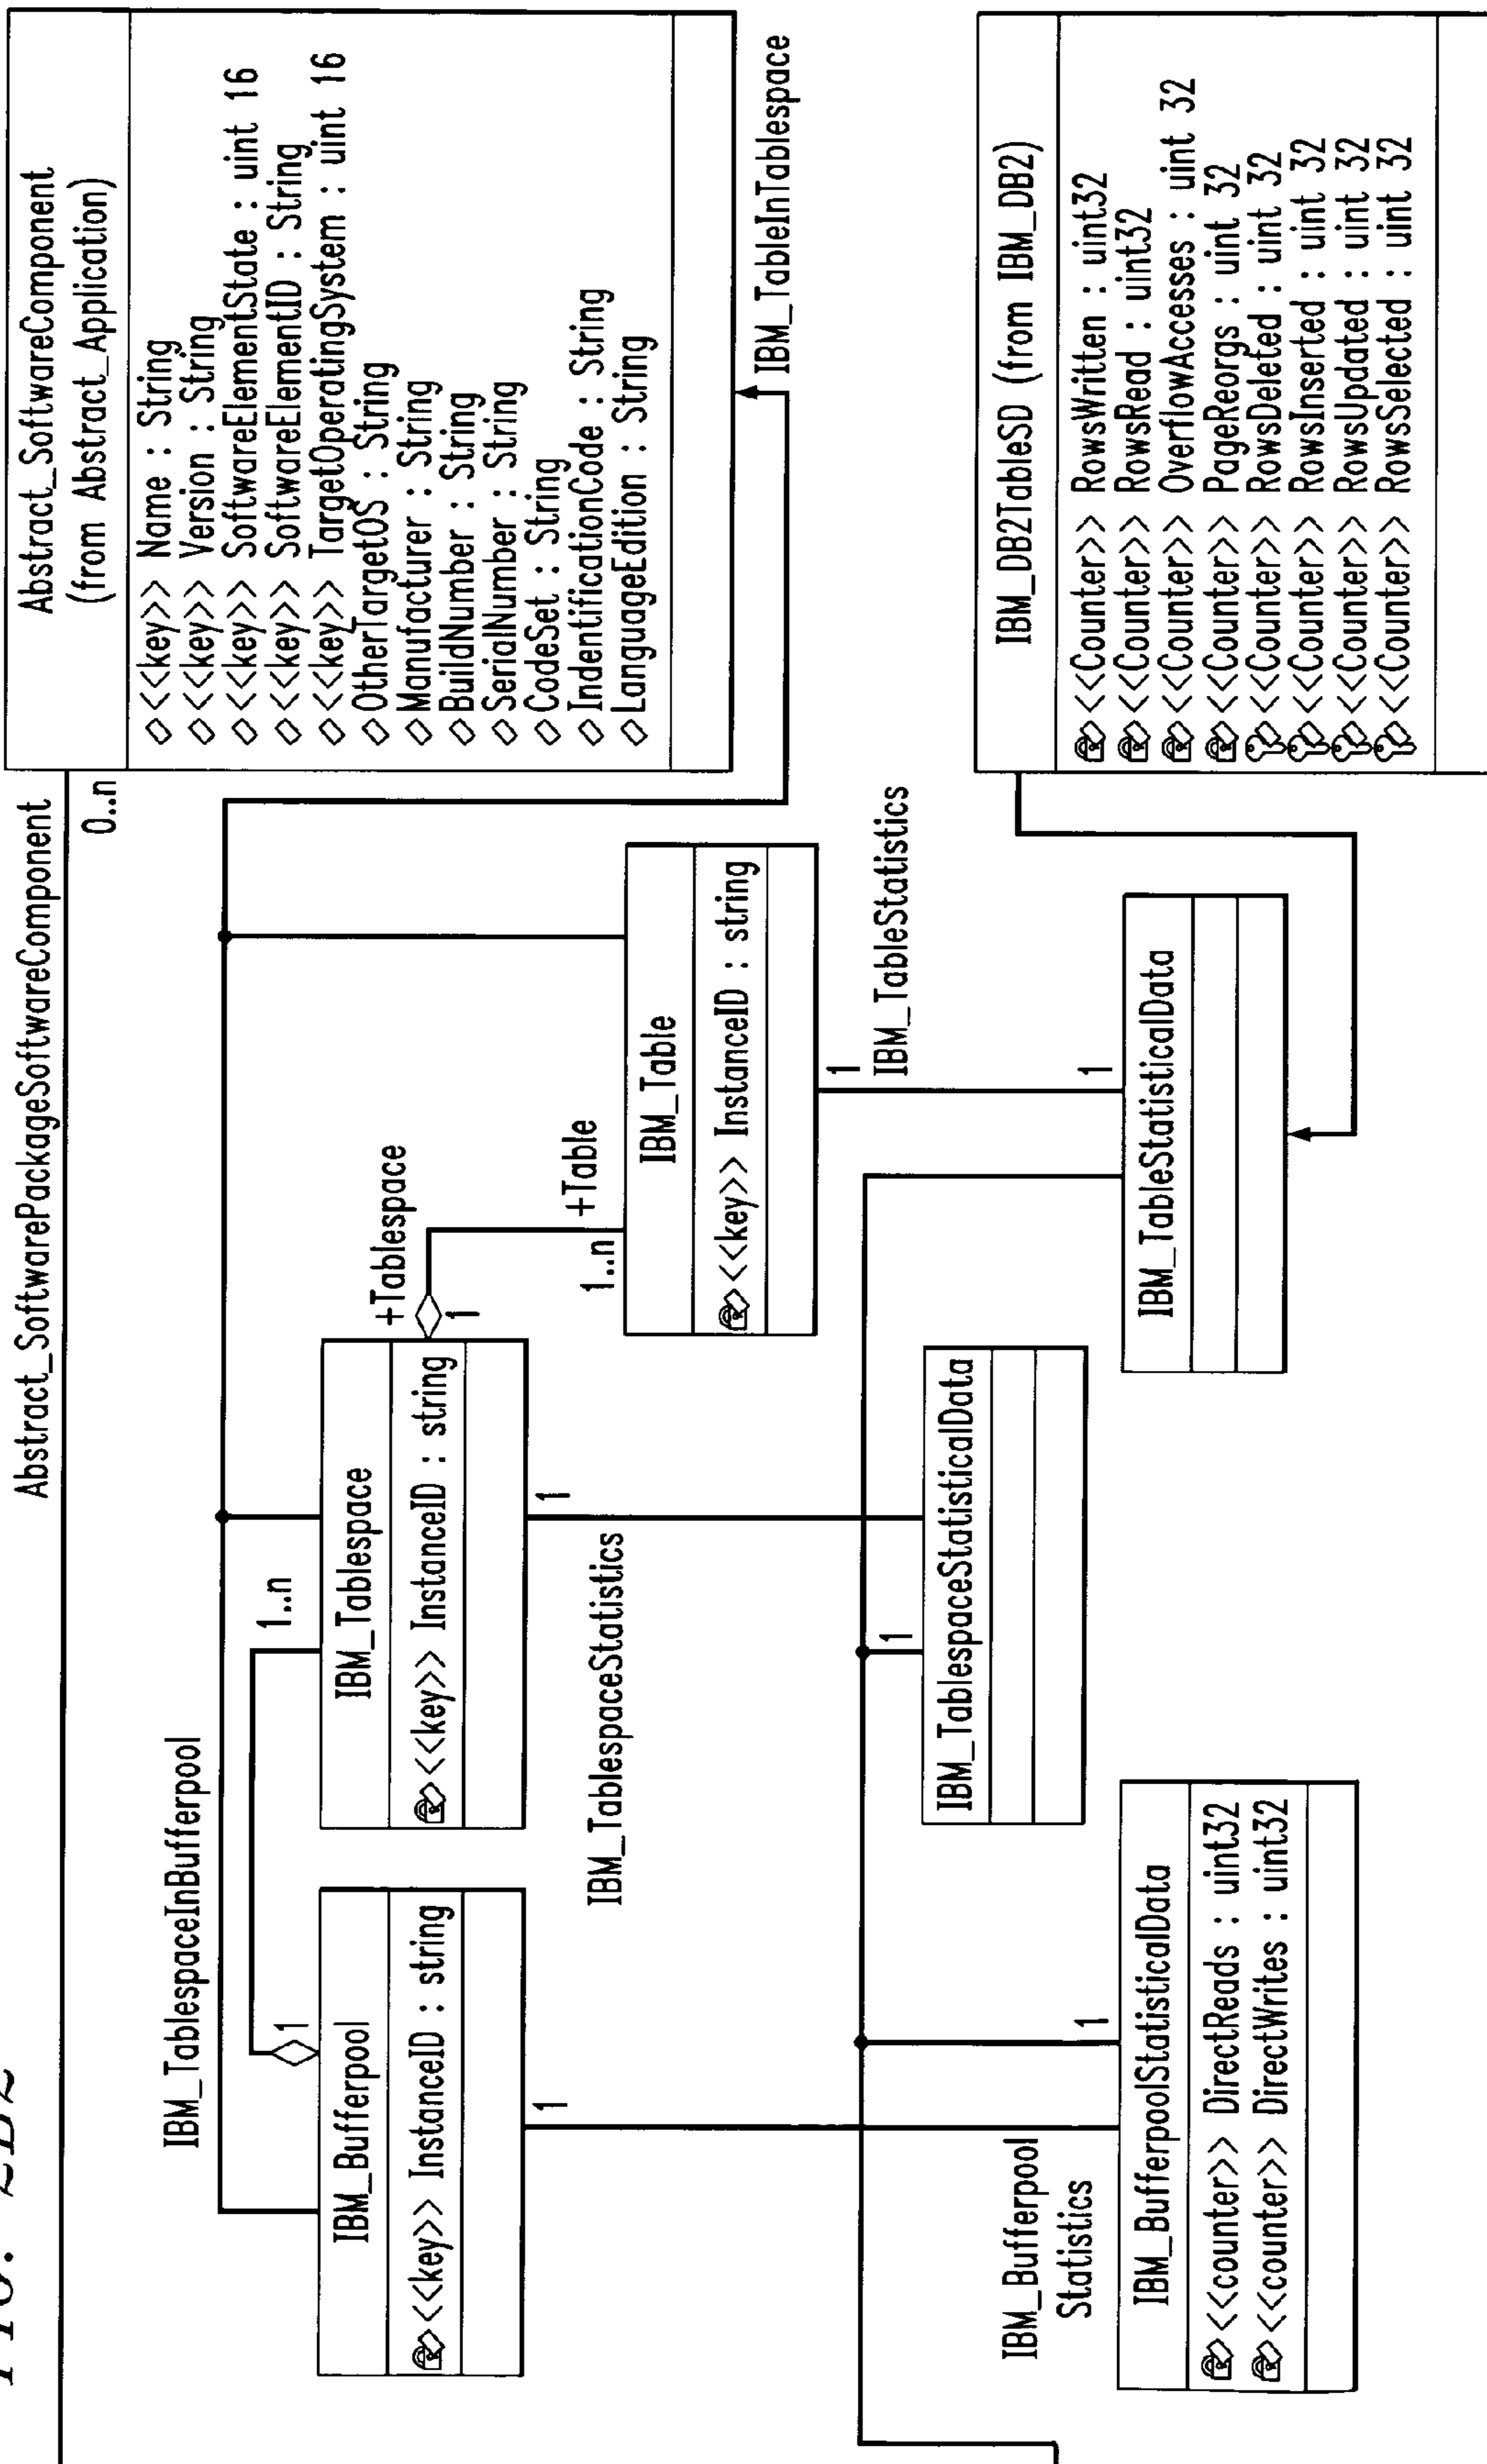 FIG. 2B2
Abstract_SoftwarePackageSoftwareComponent
0..n
Abstract_SoftwareComponent
(from Abstract_Application)
<<key>> Name : String
<<key>> Version : String
<<key>> SoftwareElementState : uint 16
<<key>> SoftwareElementID : String
<<key>> TargetOperatingSystem : uint 16
OtherTargetOS : String
Manufacturer : String
BuildNumber : String
SerialNumber : String
CodeSet : String
IndentificationCode : String
LanguageEdition : String
IBM_TableInTablespace
IBM_TablespaceInBufferpool
1
1..n
IBM_Bufferpool
<<key>> InstanceID : string
1
IBM_Tablespace
<<key>> InstanceID : string
1
+Tablespace
1
+Table
1..n
IBM_Table
<<key>> InstanceID : string
1
IBM_TableStatistics
1
IBM_TablespaceStatistics
1
IBM_Bufferpool
Statistics
1
IBM_BufferpoolStatisticalData
<<counter>> DirectReads : uint32
<<counter>> DirectWrites : uint32
IBM_TablespaceStatisticalData
IBM_TableStatisticalData
IBM_DB2TableSD (from IBM_DB2)
<<Counter>> RowsWritten : uint32
<<Counter>> RowsRead : uint32
<<Counter>> OverflowAccesses : uint 32
<<Counter>> PageReorgs : uint 32
<<Counter>> RowsDeleted : uint 32
<<Counter>> RowsInserted : uint 32
<<Counter>> RowsUpdated : uint 32
<<Counter>> RowsSelected : uint 32